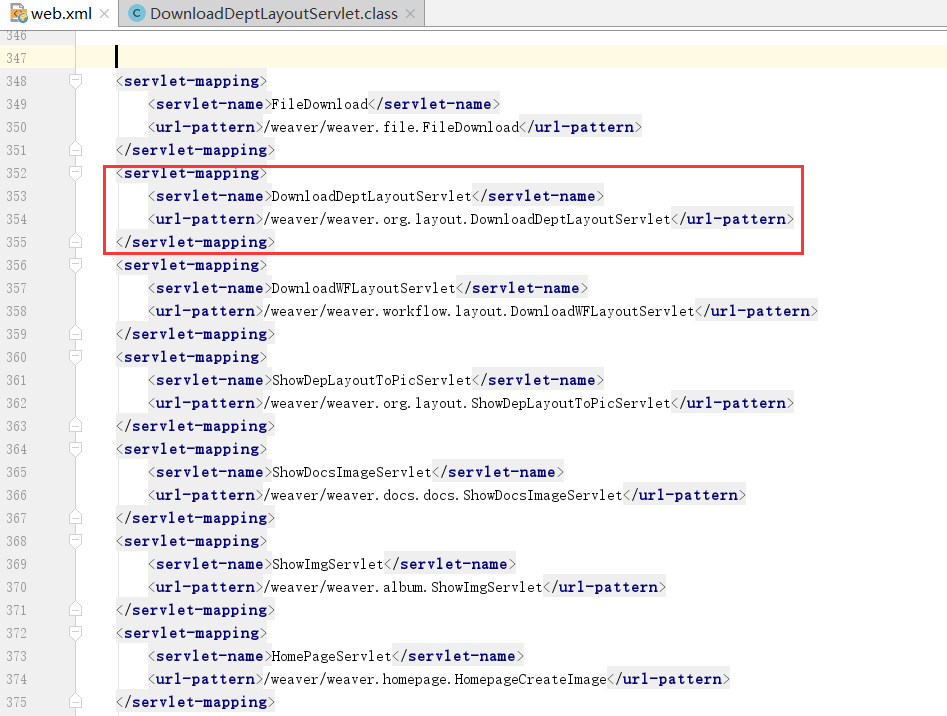 web.xml DownloadDeptLayoutServlet.class
346
347
348 <servlet-mapping>
349 <servlet-name>FileDownload</servlet-name>
350 <url-pattern>/weaver/weaver.file.FileDownload</url-pattern>
351 </servlet-mapping>
352 <servlet-mapping>
353 <servlet-name>DownloadDeptLayoutServlet</servlet-name>
354 <url-pattern>/weaver/weaver.org.layout.DownloadDeptLayoutServlet</url-pattern>
355 </servlet-mapping>
356 <servlet-mapping>
357 <servlet-name>DownloadWFLayoutServlet</servlet-name>
358 <url-pattern>/weaver/weaver.workflow.layout.DownloadWFLayoutServlet</url-pattern>
359 </servlet-mapping>
360 <servlet-mapping>
361 <servlet-name>ShowDepLayoutToPicServlet</servlet-name>
362 <url-pattern>/weaver/weaver.org.layout.ShowDepLayoutToPicServlet</url-pattern>
363 </servlet-mapping>
364 <servlet-mapping>
365 <servlet-name>ShowDocsImageServlet</servlet-name>
366 <url-pattern>/weaver/weaver.docs.docs.ShowDocsImageServlet</url-pattern>
367 </servlet-mapping>
368 <servlet-mapping>
369 <servlet-name>ShowImgServlet</servlet-name>
370 <url-pattern>/weaver/weaver.album.ShowImgServlet</url-pattern>
371 </servlet-mapping>
372 <servlet-mapping>
373 <servlet-name>HomePageServlet</servlet-name>
374 <url-pattern>/weaver/weaver.homepage.HomepageCreateImage</url-pattern>
375 </servlet-mapping>